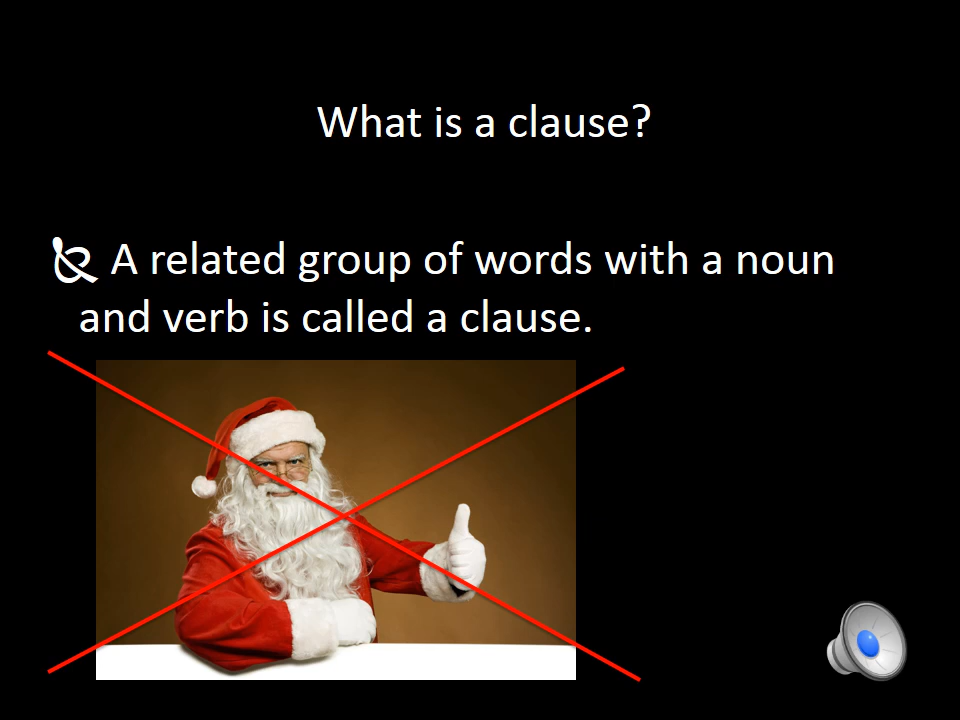 What is a clause?
A related group of words with a noun
and verb is called a clause.